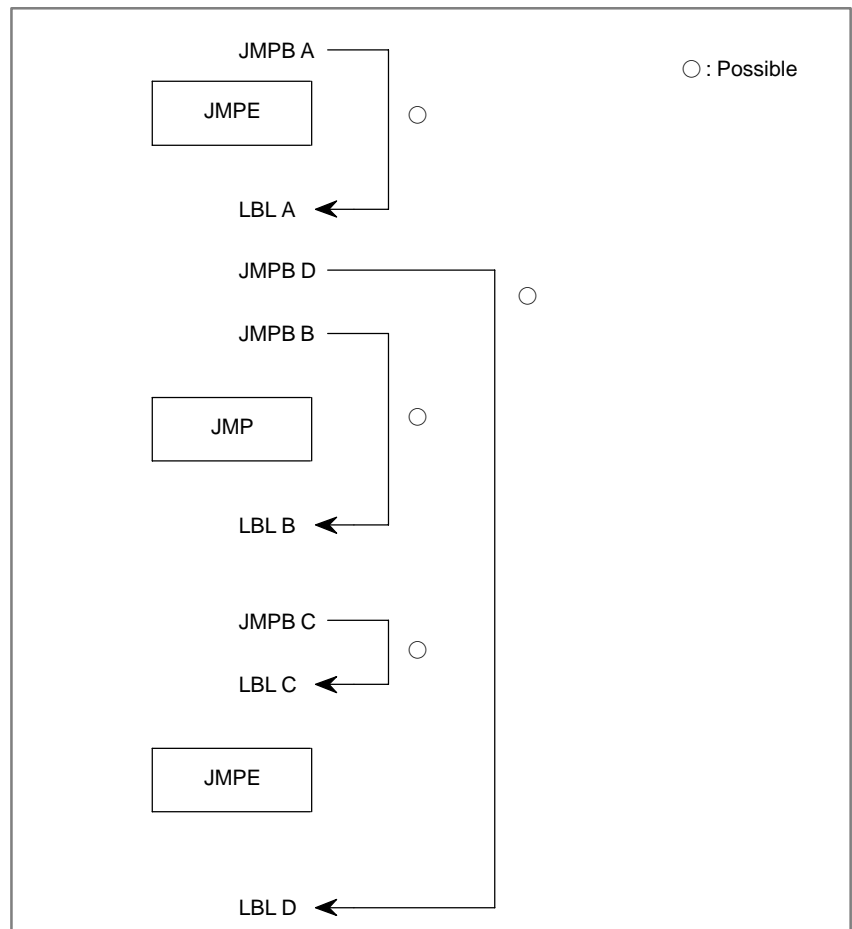 JMPB A
○ : Possible
JMPE
LBL A
JMPB D
JMPB B
JMP
LBL B
JMPB C
LBL C
JMPE
LBL D